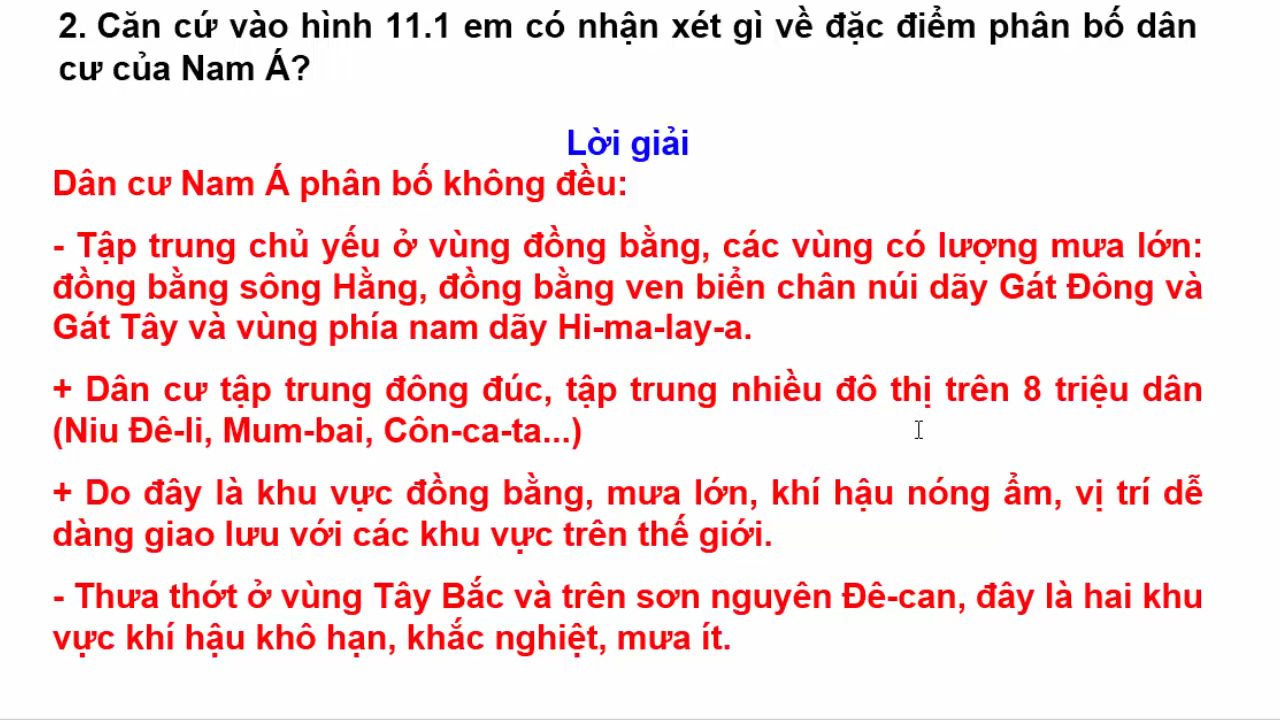 2. Căn cứ vào hình 11.1 em có nhận xét gì về đặc điểm phân bố dân
cư của Nam Á?
Lời giải
Dân cư Nam Á phân bố không đều:
- Tập trung chủ yếu ở vùng đồng bằng, các vùng có lượng mưa lớn:
đồng bằng sông Hằng, đồng bằng ven biển chân núi dãy Gát Đông và
Gát Tây và vùng phía nam dãy Hi-ma-lay-a.
+ Dân cư tập trung đông đúc, tập trung nhiều đô thị trên 8 triệu dân
(Niu Đê-li, Mum-bai, Côn-ca-ta...)
+ Do đây là khu vực đồng bằng, mưa lớn, khí hậu nóng ẩm, vị trí dễ
dàng giao lưu với các khu vực trên thế giới.
- Thưa thớt ở vùng Tây Bắc và trên sơn nguyên Đê-can, đây là hai khu
vực khí hậu khô hạn, khắc nghiệt, mưa ít.